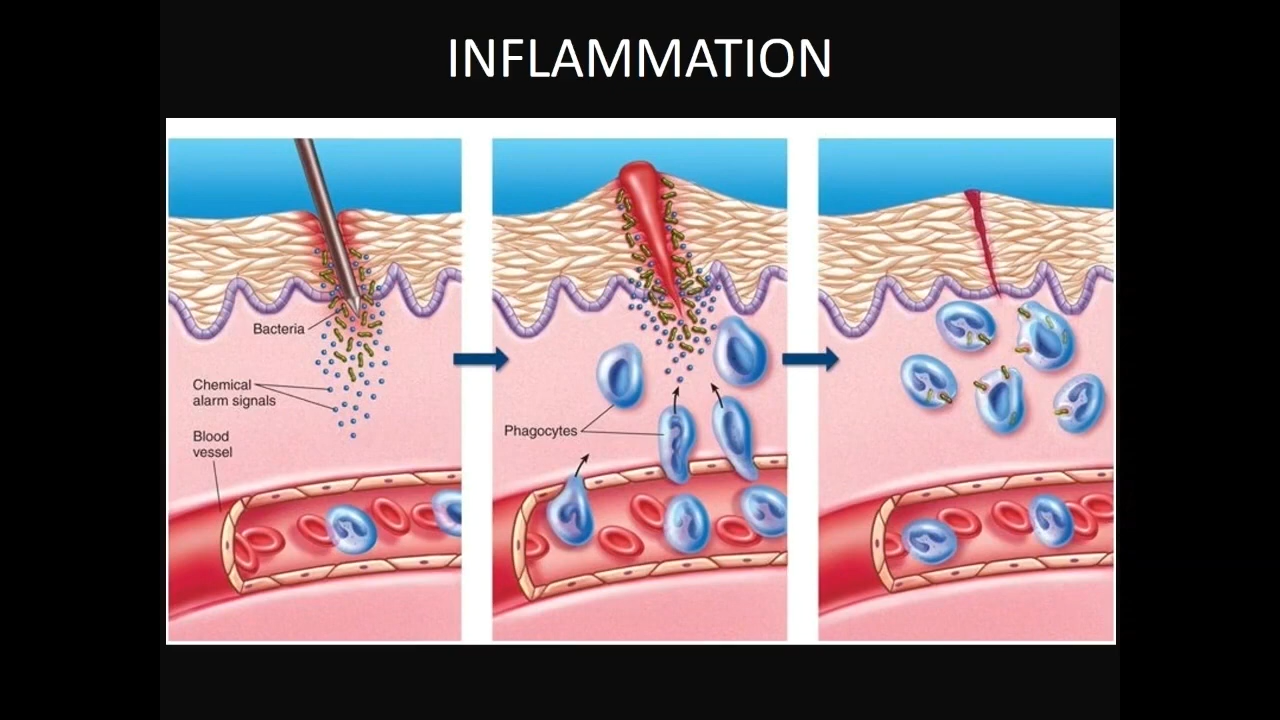 INFLAMMATION
Bacteria
Chemical
alarm signals
Blood
vessel
Phagocytes